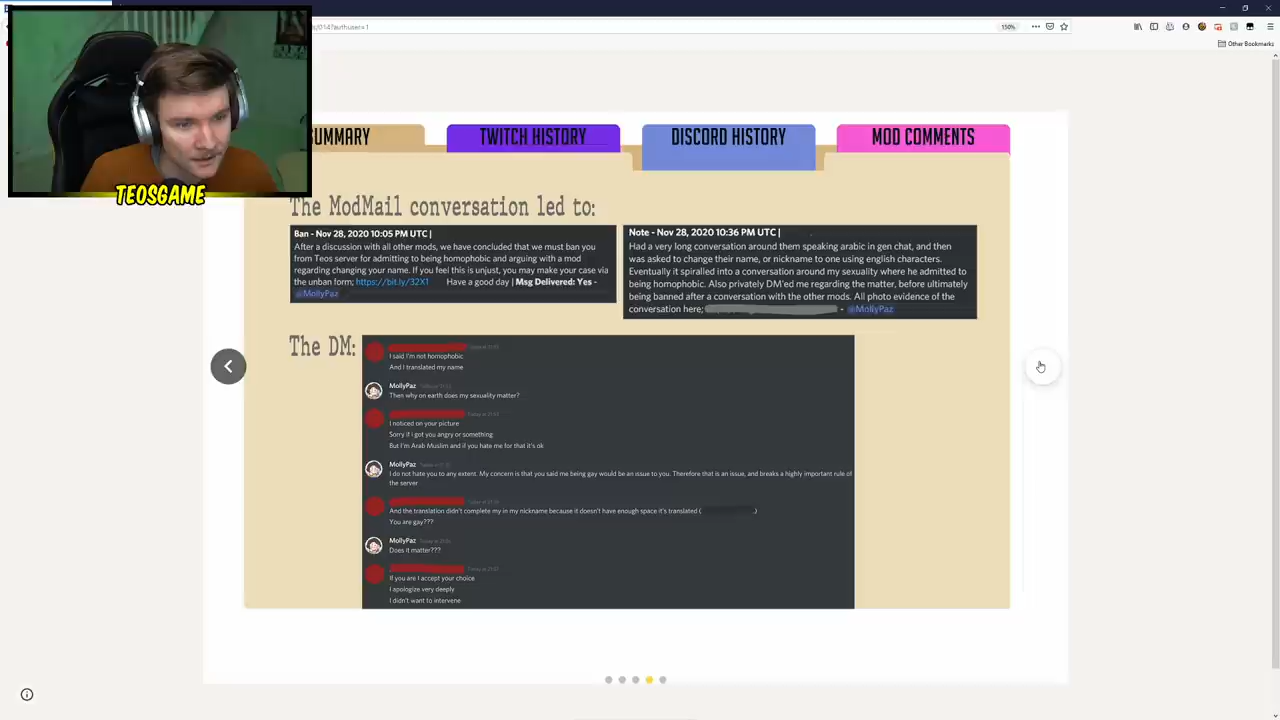 s/0147authuser=1
150%
Other Bookmarks
SUMMARY
TWITCH HISTORY
DISCORD HISTORY
MOD COMMENTS
TEOSGAME
The ModMail conversation led to:
Ban - Nov 28, 2020 10:05 PM UTC |
After a discussion with all other mods, we have concluded that we must ban you
from Teos server for admitting to being homophobic and arguing with a mod
regarding changing your name. If you feel this is unjust, you may make your case via
the unban form; https://bit.ly/32X1 Have a good day | Msg Delivered: Yes -
@MollyPaz
Note - Nov 28, 2020 10:36 PM UTC |
Had a very long conversation around them speaking arabic in gen chat, and then
was asked to change their name, or nickname to one using english characters.
Eventually it spiralled into a conversation around my sexuality where he admitted to
being homophobic. Also privately DM'ed me regarding the matter, before ultimately
being banned after a conversation with the other mods. All photo evidence of the
conversation here; - @MollyPaz
The DM:
I said I'm not homophobic
And I translated my name
MollyPaz
Then why on earth does my sexuality matter?
I noticed on your picture
Sorry if i got you angry or something
But I'm Arab Muslim and if you hate me for that it's ok
MollyPaz
I do not hate you to any extent. My concern is that you said me being gay would be an issue to you. Therefore that is an issue, and breaks a highly important rule of
the server
And the translation didn't complete my in my nickname because it doesn't have enough space it's translated ( .)
You are gay???
MollyPaz
Does it matter???
If you are I accept your choice
I apologize very deeply
I didn't want to intervene